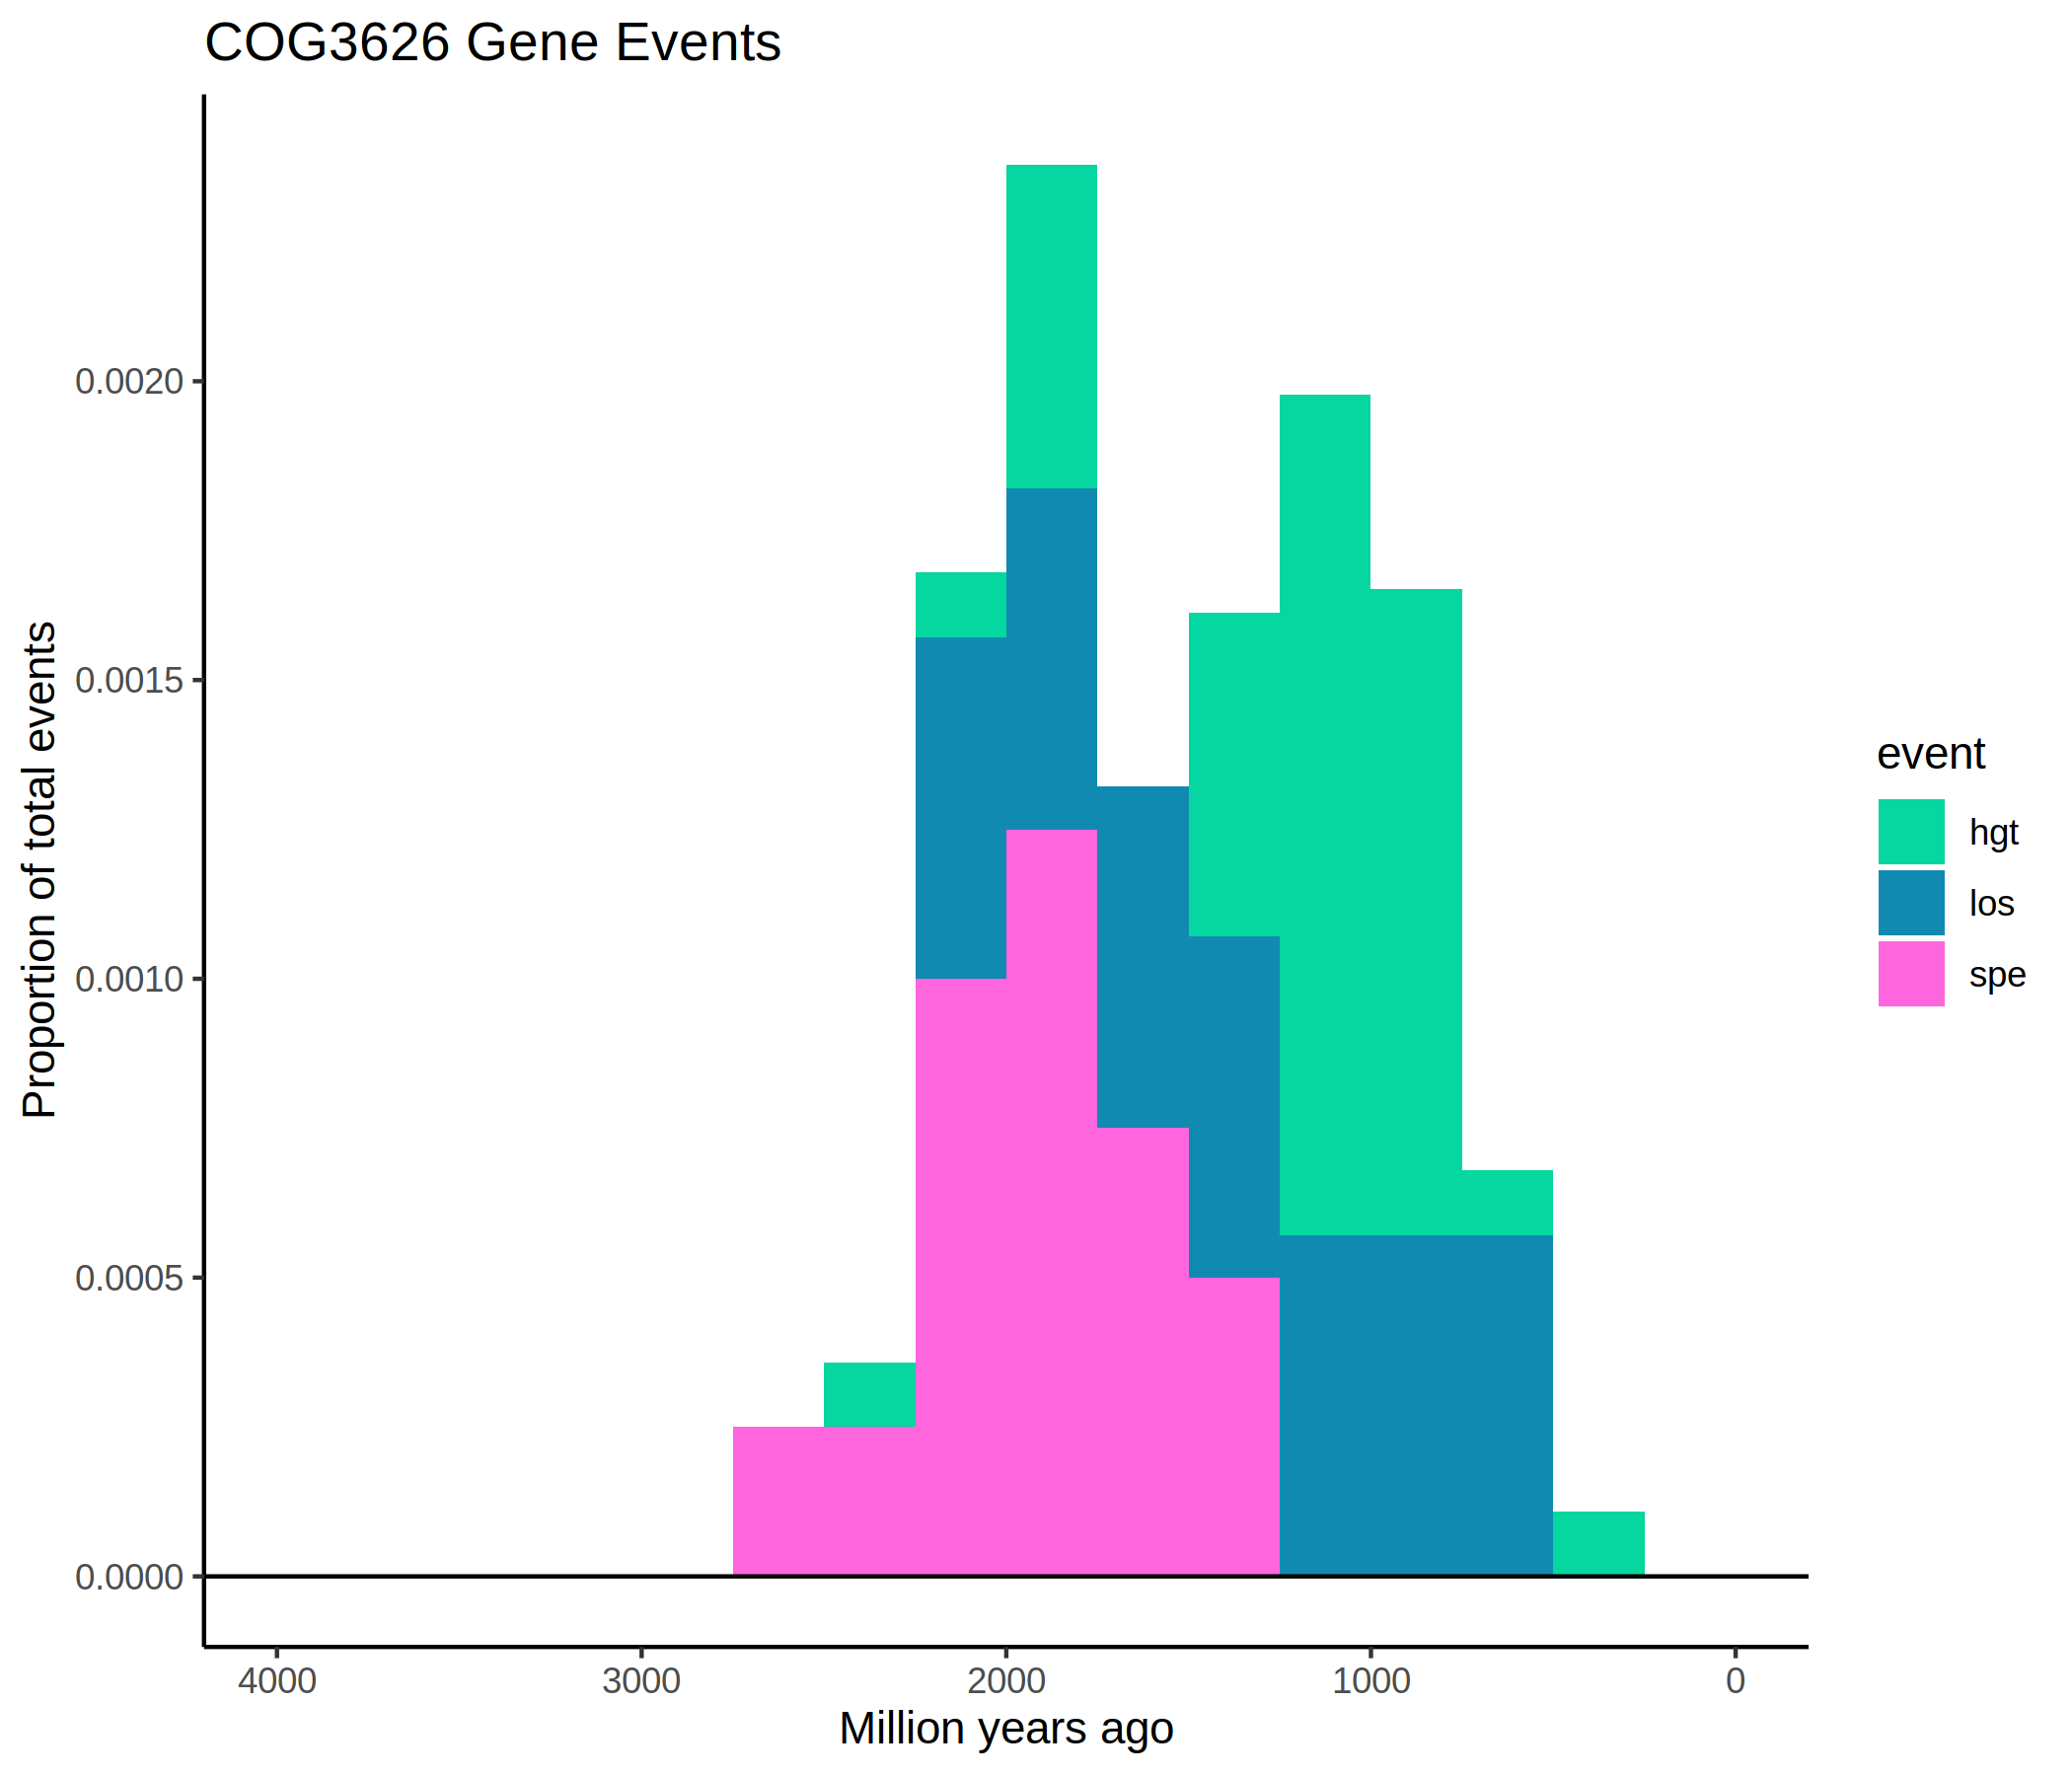 COG3626 Gene Events
Proportion of total events
0.0020
0.0015
0.0010
0.0005
0.0000
4000
3000
2000
1000
0
Million years ago
event
hgt
los
spe